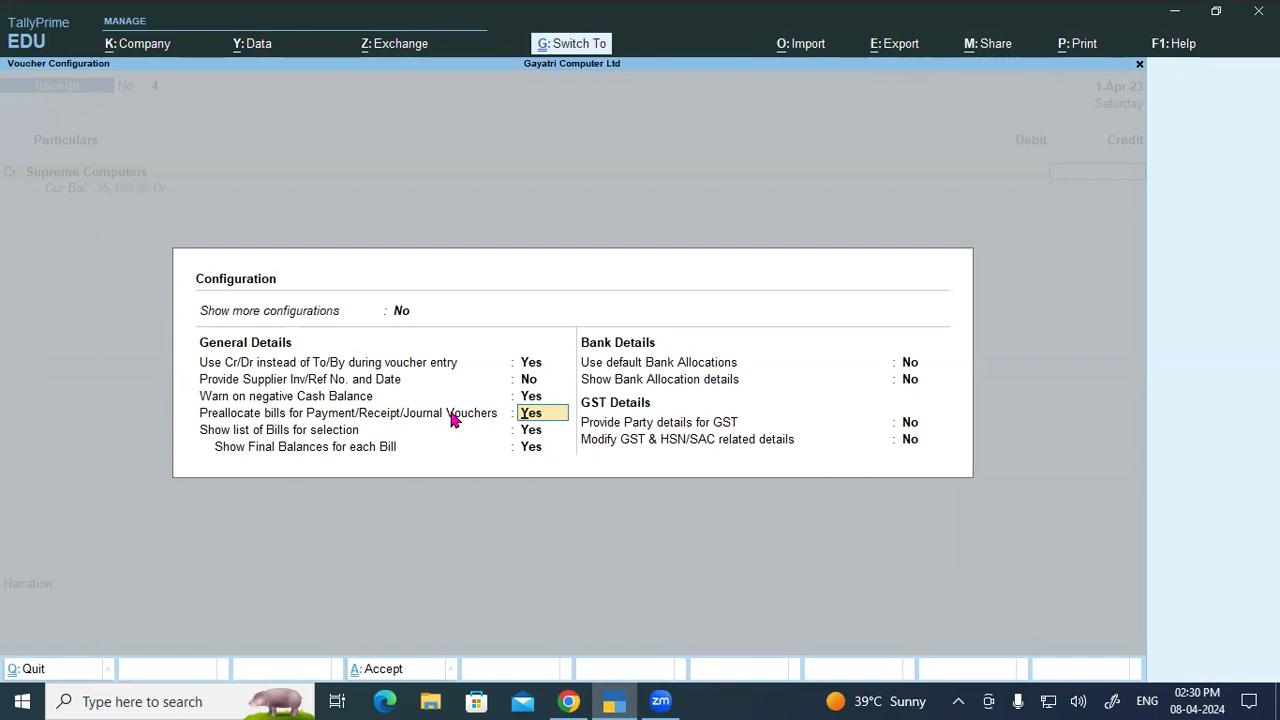 TallyPrime
EDU
MANAGE
K: Company
Y: Data
Z: Exchange
G: Switch To
O: Import
E: Export
M: Share
P: Print
F1: Help
Voucher Configuration
Gayatri Computer Ltd
Receipt No. 4
1-Apr-23
Saturday
Particulars
Debit
Credit
Cr Supreme Computers
Cur Bal: Dr
Configuration
Show more configurations : No
General Details
Use Cr/Dr instead of To/By during voucher entry : Yes
Provide Supplier Inv/Ref No. and Date : No
Warn on negative Cash Balance : Yes
Preallocate bills for Payment/Receipt/Journal Vouchers : Yes
Show list of Bills for selection : Yes
Show Final Balances for each Bill : Yes
Bank Details
Use default Bank Allocations : No
Show Bank Allocation details : No
GST Details
Provide Party details for GST : No
Modify GST & HSN/SAC related details : No
Narration:
Q: Quit
A: Accept
Type here to search
zm
39°C Sunny
ENG
02:30 PM
08-04-2024